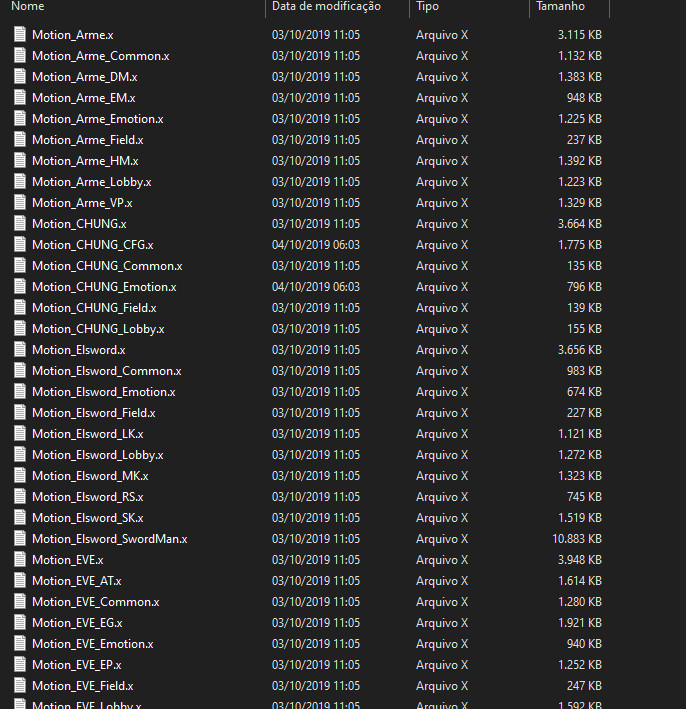 Nome Data de modificação Tipo Tamanho
Motion_Arme.x 03/10/2019 11:05 Arquivo X 3.115 KB
Motion_Arme_Common.x 03/10/2019 11:05 Arquivo X 1.132 KB
Motion_Arme_DM.x 03/10/2019 11:05 Arquivo X 1.383 KB
Motion_Arme_EM.x 03/10/2019 11:05 Arquivo X 948 KB
Motion_Arme_Emotion.x 03/10/2019 11:05 Arquivo X 1.225 KB
Motion_Arme_Field.x 03/10/2019 11:05 Arquivo X 237 KB
Motion_Arme_HM.x 03/10/2019 11:05 Arquivo X 1.392 KB
Motion_Arme_Lobby.x 03/10/2019 11:05 Arquivo X 1.223 KB
Motion_Arme_VP.x 03/10/2019 11:05 Arquivo X 1.329 KB
Motion_CHUNG.x 03/10/2019 11:05 Arquivo X 3.664 KB
Motion_CHUNG_CFG.x 04/10/2019 06:03 Arquivo X 1.775 KB
Motion_CHUNG_Common.x 03/10/2019 11:05 Arquivo X 135 KB
Motion_CHUNG_Emotion.x 04/10/2019 06:03 Arquivo X 796 KB
Motion_CHUNG_Field.x 03/10/2019 11:05 Arquivo X 139 KB
Motion_CHUNG_Lobby.x 03/10/2019 11:05 Arquivo X 155 KB
Motion_Elsword.x 03/10/2019 11:05 Arquivo X 3.656 KB
Motion_Elsword_Common.x 03/10/2019 11:05 Arquivo X 983 KB
Motion_Elsword_Emotion.x 03/10/2019 11:05 Arquivo X 674 KB
Motion_Elsword_Field.x 03/10/2019 11:05 Arquivo X 227 KB
Motion_Elsword_LK.x 03/10/2019 11:05 Arquivo X 1.121 KB
Motion_Elsword_Lobby.x 03/10/2019 11:05 Arquivo X 1.272 KB
Motion_Elsword_MK.x 03/10/2019 11:05 Arquivo X 1.323 KB
Motion_Elsword_RS.x 03/10/2019 11:05 Arquivo X 745 KB
Motion_Elsword_SK.x 03/10/2019 11:05 Arquivo X 1.519 KB
Motion_Elsword_SwordMan.x 03/10/2019 11:05 Arquivo X 10.883 KB
Motion_EVE.x 03/10/2019 11:05 Arquivo X 3.948 KB
Motion_EVE_AT.x 03/10/2019 11:05 Arquivo X 1.614 KB
Motion_EVE_Common.x 03/10/2019 11:05 Arquivo X 1.280 KB
Motion_EVE_EG.x 03/10/2019 11:05 Arquivo X 1.921 KB
Motion_EVE_Emotion.x 03/10/2019 11:05 Arquivo X 940 KB
Motion_EVE_EP.x 03/10/2019 11:05 Arquivo X 1.252 KB
Motion_EVE_Field.x 03/10/2019 11:05 Arquivo X 247 KB
Motion_EVE_Lobby.x 03/10/2019 11:05 Arquivo X 1.592 KB